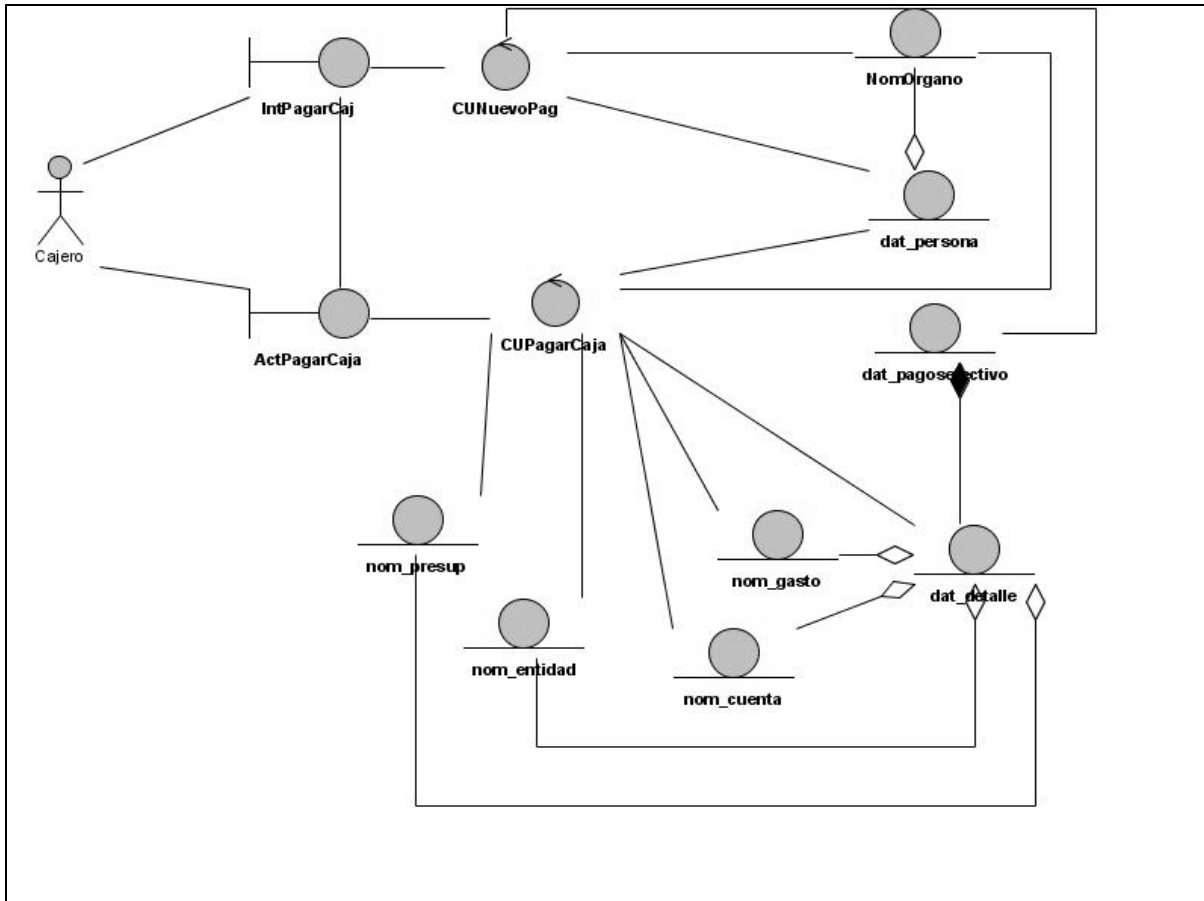 NomOrgano
IntPagarCaj
CUNuevoPag
dat_persona
Cajero
CUPagarCaja
ActPagarCaja
dat_pagosefectivo
nom_presup
nom_gasto
dat_detalle
nom_entidad
nom_cuenta